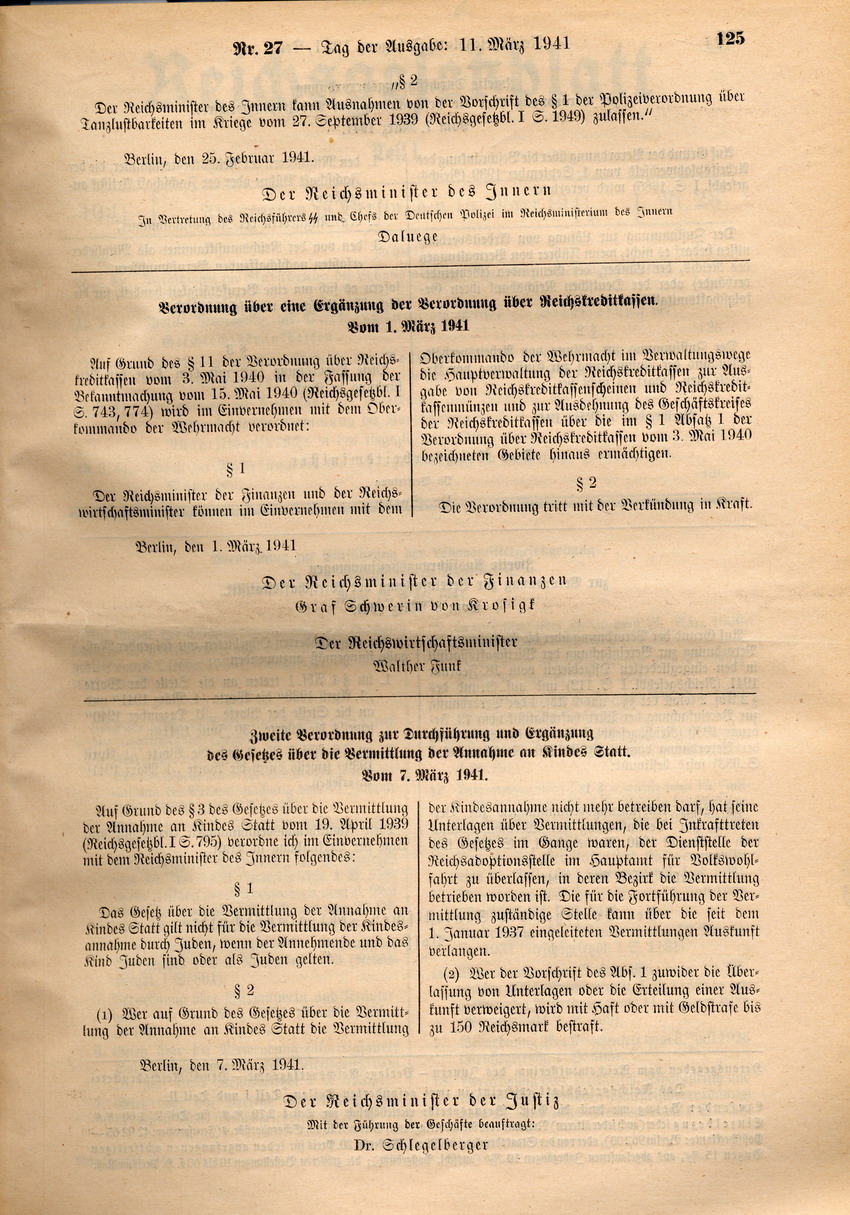 Nr. 27 — Tag der Ausgabe: 11. März 1941
125
„§ 2
Der Reichsminister des Innern kann Ausnahmen von der Vorschrift des § 1 der Polizeiverordnung über
Tanzlustbarkeiten im Kriege vom 27. September 1939 (Reichsgesetzbl. I S. 1949) zulassen.“
Berlin, den 25. Februar 1941.
Der Reichsminister des Innern
In Vertretung des Reichsführers ᛋᛋ und Chefs der Deutschen Polizei im Reichsministerium des Innern
Daluege
Verordnung über eine Ergänzung der Verordnung über Reichskreditkassen.
Vom 1. März 1941
Auf Grund des § 11 der Verordnung über Reichs-
kreditkassen vom 3. Mai 1940 in der Fassung der
Bekanntmachung vom 15. Mai 1940 (Reichsgesetzbl. I
S. 743, 774) wird im Einvernehmen mit dem Ober-
kommando der Wehrmacht verordnet:
§ 1
Der Reichsminister der Finanzen und der Reichs-
wirtschaftsminister können im Einvernehmen mit dem
Oberkommando der Wehrmacht im Verwaltungswege
die Hauptverwaltung der Reichskreditkassen zur Aus-
gabe von Reichskreditkassenscheinen und Reichskredit-
kassenmünzen und zur Ausdehnung des Geschäftskreises
der Reichskreditkassen über die im § 1 Absatz 1 der
Verordnung über Reichskreditkassen vom 3. Mai 1940
bezeichneten Gebiete hinaus ermächtigen.
§ 2
Die Verordnung tritt mit der Verkündung in Kraft.
Berlin, den 1. März 1941
Der Reichsminister der Finanzen
Graf Schwerin von Krosigk
Der Reichswirtschaftsminister
Walther Funk
Zweite Verordnung zur Durchführung und Ergänzung
des Gesetzes über die Vermittlung der Annahme an Kindes Statt.
Vom 7. März 1941.
Auf Grund des § 3 des Gesetzes über die Vermittlung
der Annahme an Kindes Statt vom 19. April 1939
(Reichsgesetzbl. I S. 795) verordne ich im Einvernehmen
mit dem Reichsminister des Innern folgendes:
§ 1
Das Gesetz über die Vermittlung der Annahme an
Kindes Statt gilt nicht für die Vermittlung der Kindes-
annahme durch Juden, wenn der Annehmende und das
Kind Juden sind oder als Juden gelten.
§ 2
(1) Wer auf Grund des Gesetzes über die Vermitt-
lung der Annahme an Kindes Statt die Vermittlung
der Kindesannahme nicht mehr betreiben darf, hat seine
Unterlagen über Vermittlungen, die bei Inkrafttreten
des Gesetzes im Gange waren, der Dienststelle der
Reichsadoptionsstelle im Hauptamt für Volkswohl-
fahrt zu überlassen, in deren Bezirk die Vermittlung
betrieben worden ist. Die für die Fortführung der Ver-
mittlung zuständige Stelle kann über die seit dem
1. Januar 1937 eingeleiteten Vermittlungen Auskunft
verlangen.
(2) Wer der Vorschrift des Abs. 1 zuwider die Über-
lassung von Unterlagen oder die Erteilung einer Aus-
kunft verweigert, wird mit Haft oder mit Geldstrafe bis
zu 150 Reichsmark bestraft.
Berlin, den 7. März 1941.
Der Reichsminister der Justiz
Mit der Führung der Geschäfte beauftragt:
Dr. Schlegelberger